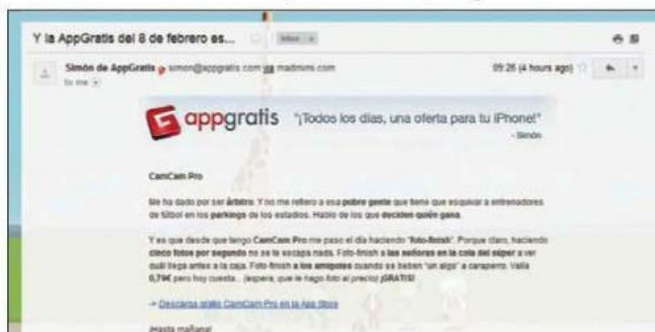 Y la AppGratis del 8 de febrero es...
Inbox x
Simón de AppGratis simon@appgratis.com via madmimi.com
09:26 (4 hours ago)
to me
appgratis
"¡Todos los días, una oferta para tu iPhone!"
- Simón
CamCam Pro
Me ha dado por ser árbitro. Y no me refiero a esa pobre gente que tiene que esquivar a entrenadores
de fútbol en los parkings de los estadios. Hablo de los que deciden quién gana.
Y es que desde que tengo CamCam Pro me paso el día haciendo "foto-finish". Porque claro, haciendo
cinco fotos por segundo no se te escapa nada. Foto-finish a las señoras en la cola del súper a ver
cuál llega antes a la caja. Foto-finish a los amigotes cuando se beben "un algo" a caraperro. Valía
0,79€ pero hoy cuesta... (espera, que le hago foto al precio) ¡GRATIS!
-> Descarga gratis CamCam Pro en la App Store
¡Hasta mañana!